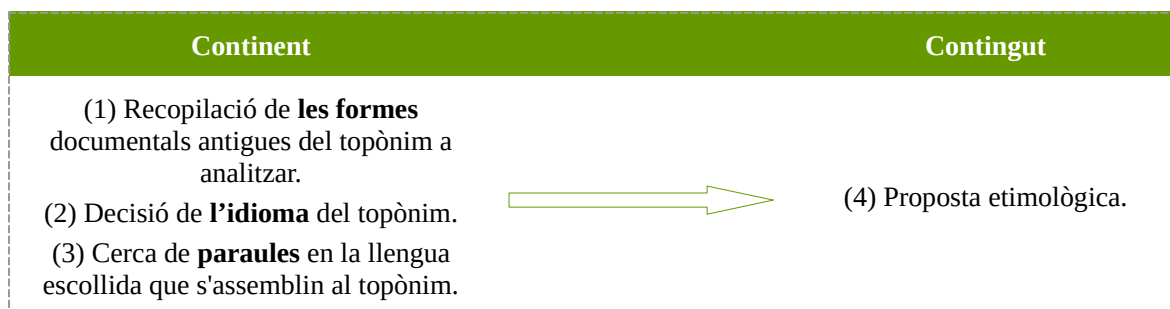 Continent
Contingut
(1) Recopilació de les formes
documentals antigues del topònim a
analitzar.
(2) Decisió de l’idioma del topònim.
(3) Cerca de paraules en la llengua
escollida que s'assemblin al topònim.
(4) Proposta etimològica.